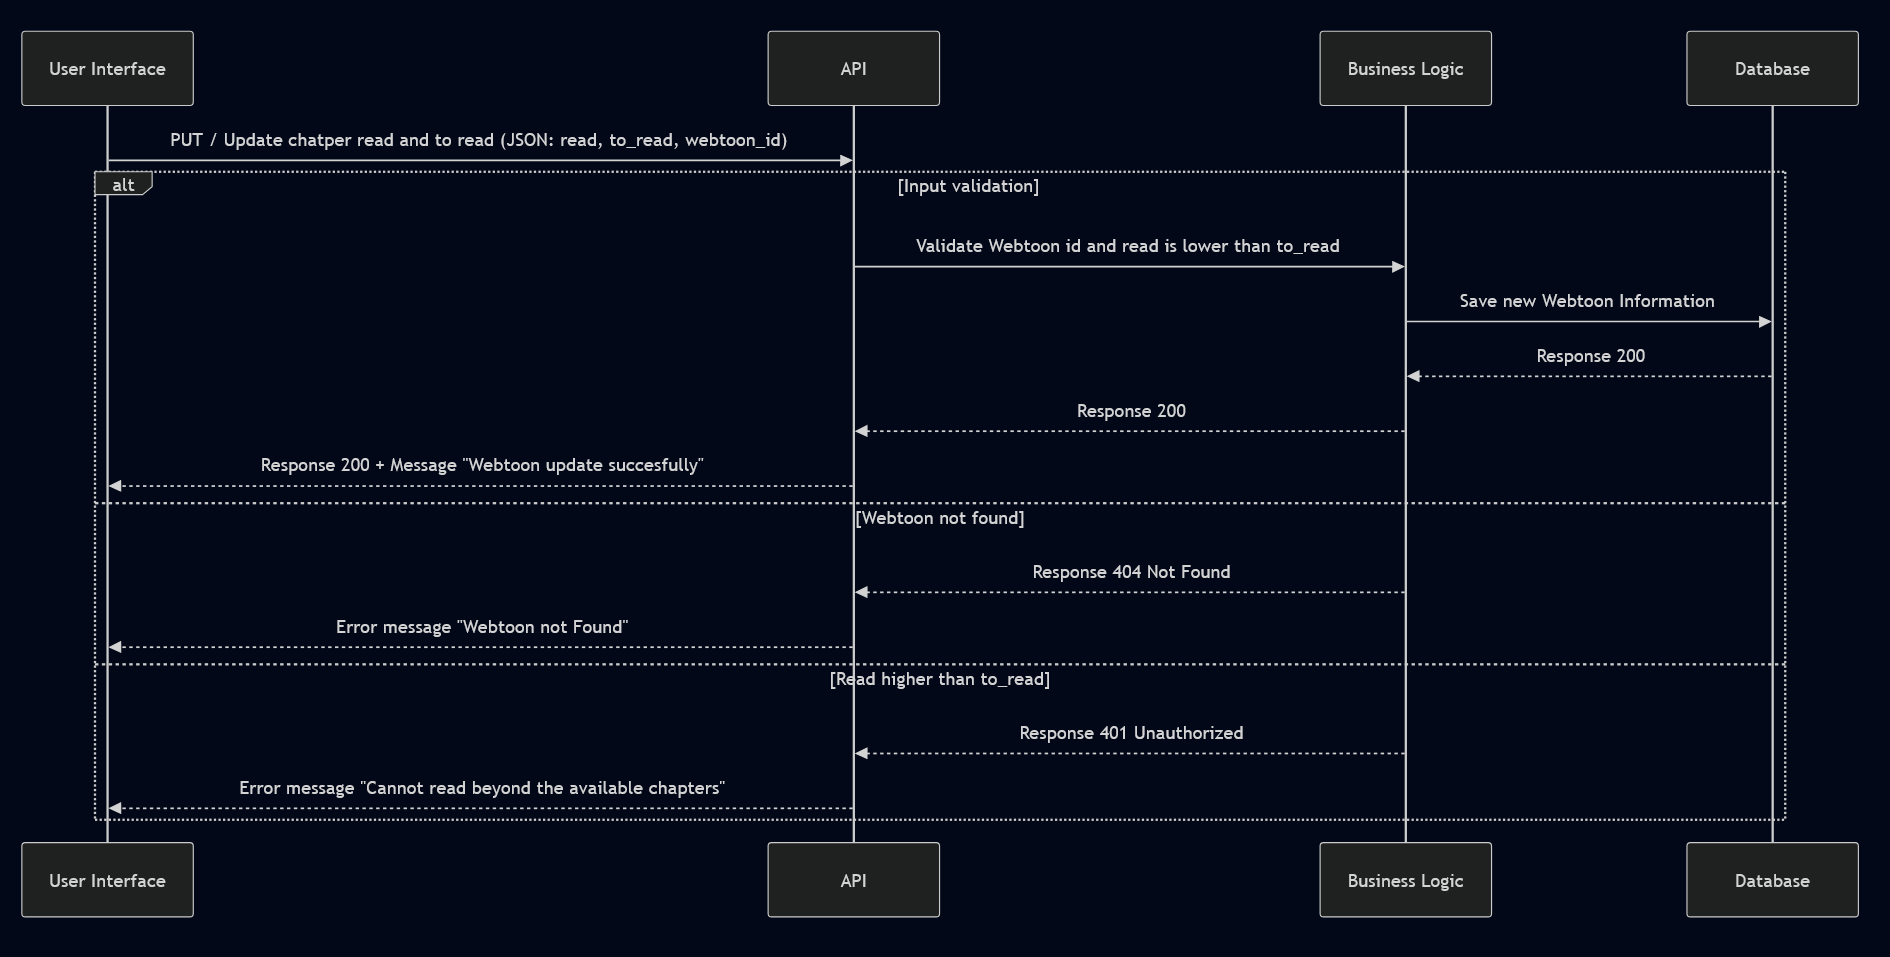 User Interface
API
Business Logic
Database
PUT / Update chatper read and to read (JSON: read, to_read, webtoon_id)
alt
[Input validation]
Validate Webtoon id and read is lower than to_read
Save new Webtoon Information
Response 200
Response 200
Response 200 + Message "Webtoon update succesfully"
[Webtoon not found]
Response 404 Not Found
Error message "Webtoon not Found"
[Read higher than to_read]
Response 401 Unauthorized
Error message "Cannot read beyond the available chapters"
User Interface
API
Business Logic
Database